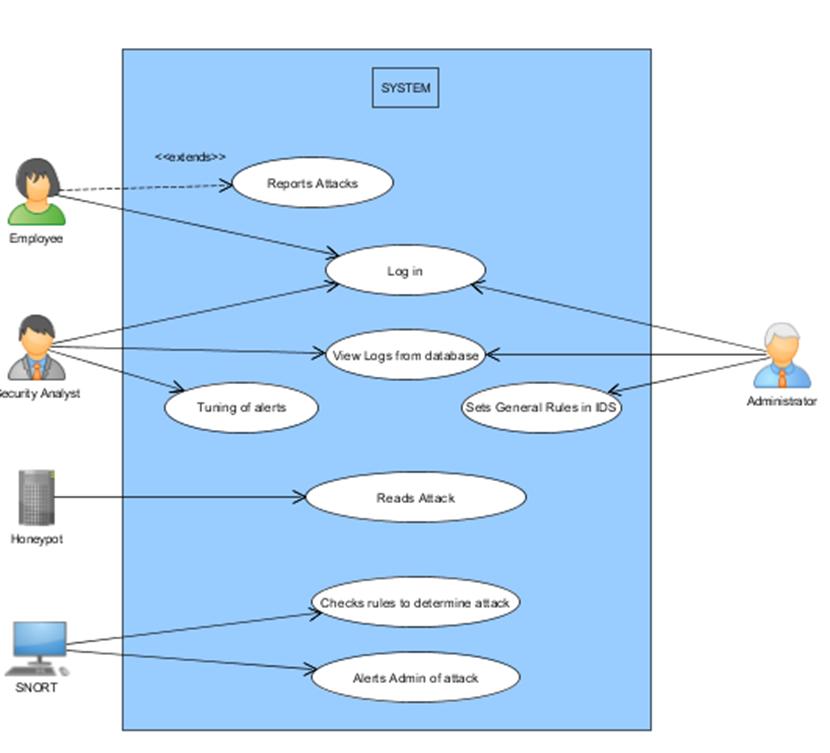 SYSTEM
<<extends>>
Reports Attacks
Employee
Log in
View Logs from database
ecurity Analyst
Administrator
Tuning of alerts
Sets General Rules in IDS
Reads Attack
Honeypot
Checks rules to determine attack
Alerts Admin of attack
SNORT